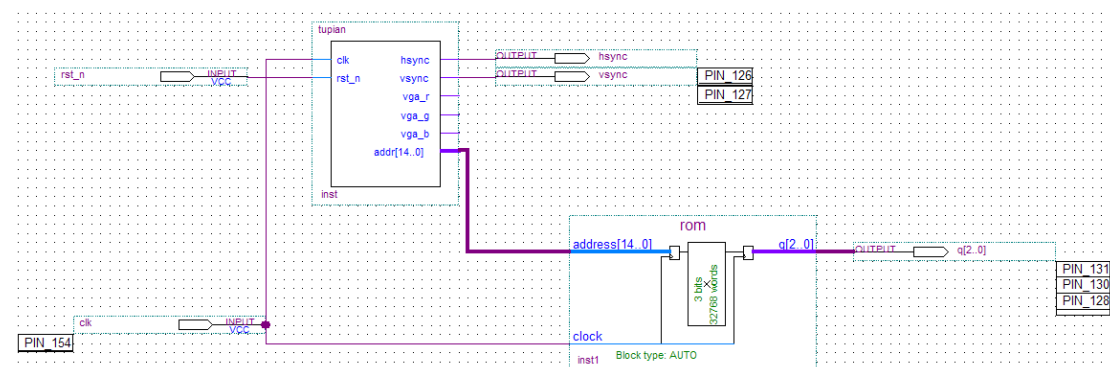 tupian
clk
hsync
OUTPUT
hsync
rst_n
INPUT
VCC
rst_n
vsync
OUTPUT
vsync
PIN_126
PIN_127
vga_r
vga_g
vga_b
addr[14..0]
inst
rom
address[14..0]
q[2..0]
OUTPUT
q[2..0]
PIN_131
PIN_130
PIN_128
3 bits
32768 words
clk
INPUT
VCC
PIN_154
clock
inst1
Block type: AUTO